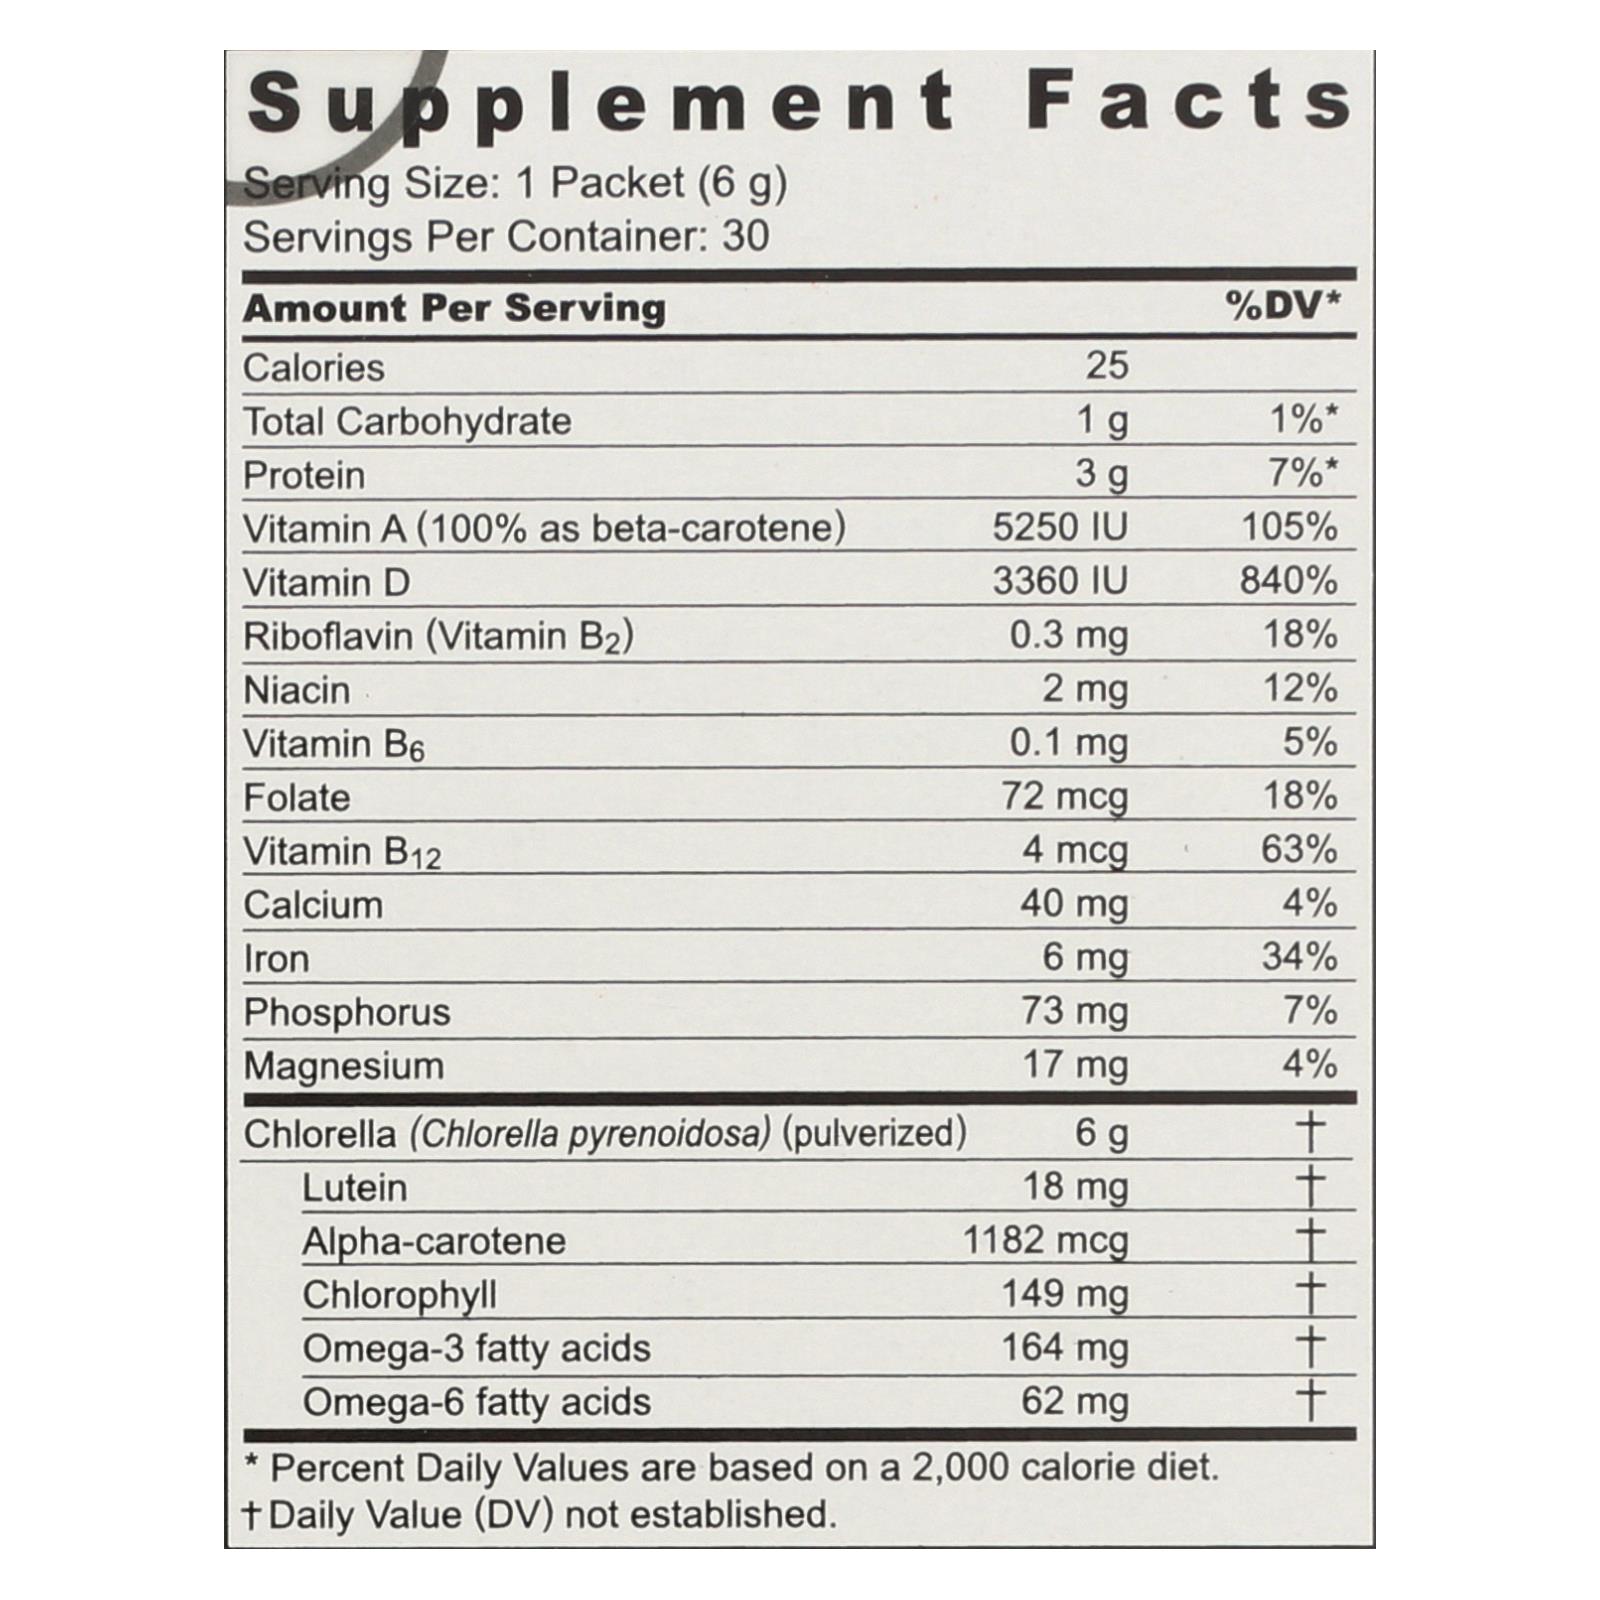 Supplement Facts
Serving Size: 1 Packet (6 g)
Servings Per Container: 30
Amount Per Serving %DV*
Calories 25
Total Carbohydrate 1 g 1%*
Protein 3 g 7%*
Vitamin A (100% as beta-carotene) 5250 IU 105%
Vitamin D 3360 IU 840%
Riboflavin (Vitamin B2) 0.3 mg 18%
Niacin 2 mg 12%
Vitamin B6 0.1 mg 5%
Folate 72 mcg 18%
Vitamin B12 4 mcg 63%
Calcium 40 mg 4%
Iron 6 mg 34%
Phosphorus 73 mg 7%
Magnesium 17 mg 4%
Chlorella (Chlorella pyrenoidosa) (pulverized) 6 g †
Lutein 18 mg †
Alpha-carotene 1182 mcg †
Chlorophyll 149 mg †
Omega-3 fatty acids 164 mg †
Omega-6 fatty acids 62 mg †
* Percent Daily Values are based on a 2,000 calorie diet.
† Daily Value (DV) not established.